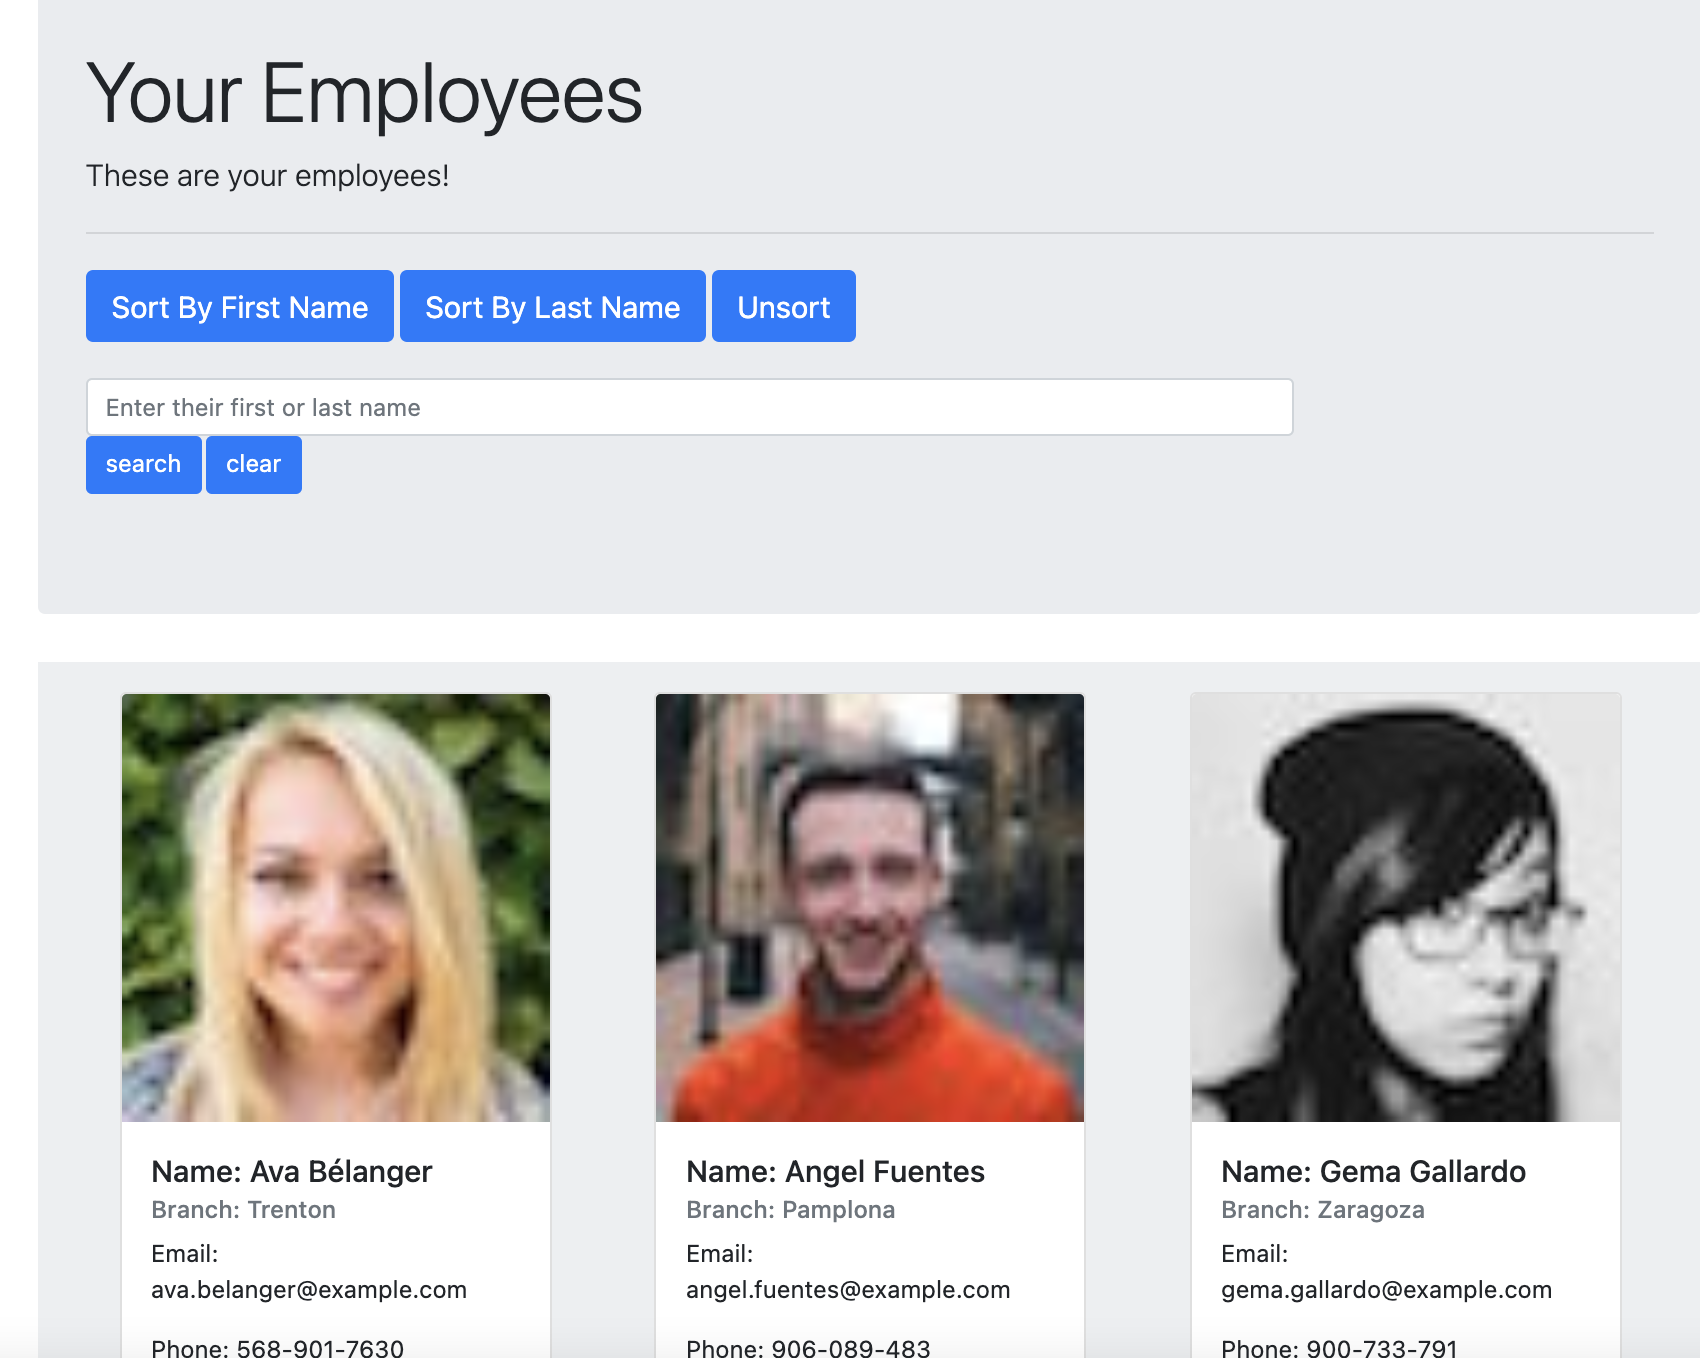 Your Employees
These are your employees!
Sort By First Name Sort By Last Name Unsort
Enter their first or last name
search clear
Name: Ava Bélanger
Branch: Trenton
Email:
ava.belanger@example.com
Phone: 568-901-7630
Name: Angel Fuentes
Branch: Pamplona
Email:
angel.fuentes@example.com
Phone: 906-089-483
Name: Gema Gallardo
Branch: Zaragoza
Email:
gema.gallardo@example.com
Phone: 900-733-791